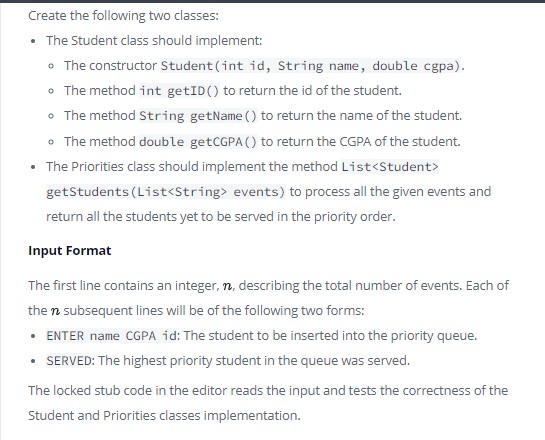 Create the following two classes:
• The Student class should implement:
◦ The constructor Student(int id, String name, double cgpa).
◦ The method int getID() to return the id of the student.
◦ The method String getName() to return the name of the student.
◦ The method double getCGPA() to return the CGPA of the student.
• The Priorities class should implement the method List<Student>
getStudents(List<String> events) to process all the given events and
return all the students yet to be served in the priority order.
Input Format
The first line contains an integer, n, describing the total number of events. Each of
the n subsequent lines will be of the following two forms:
• ENTER name CGPA id: The student to be inserted into the priority queue.
• SERVED: The highest priority student in the queue was served.
The locked stub code in the editor reads the input and tests the correctness of the
Student and Priorities classes implementation.